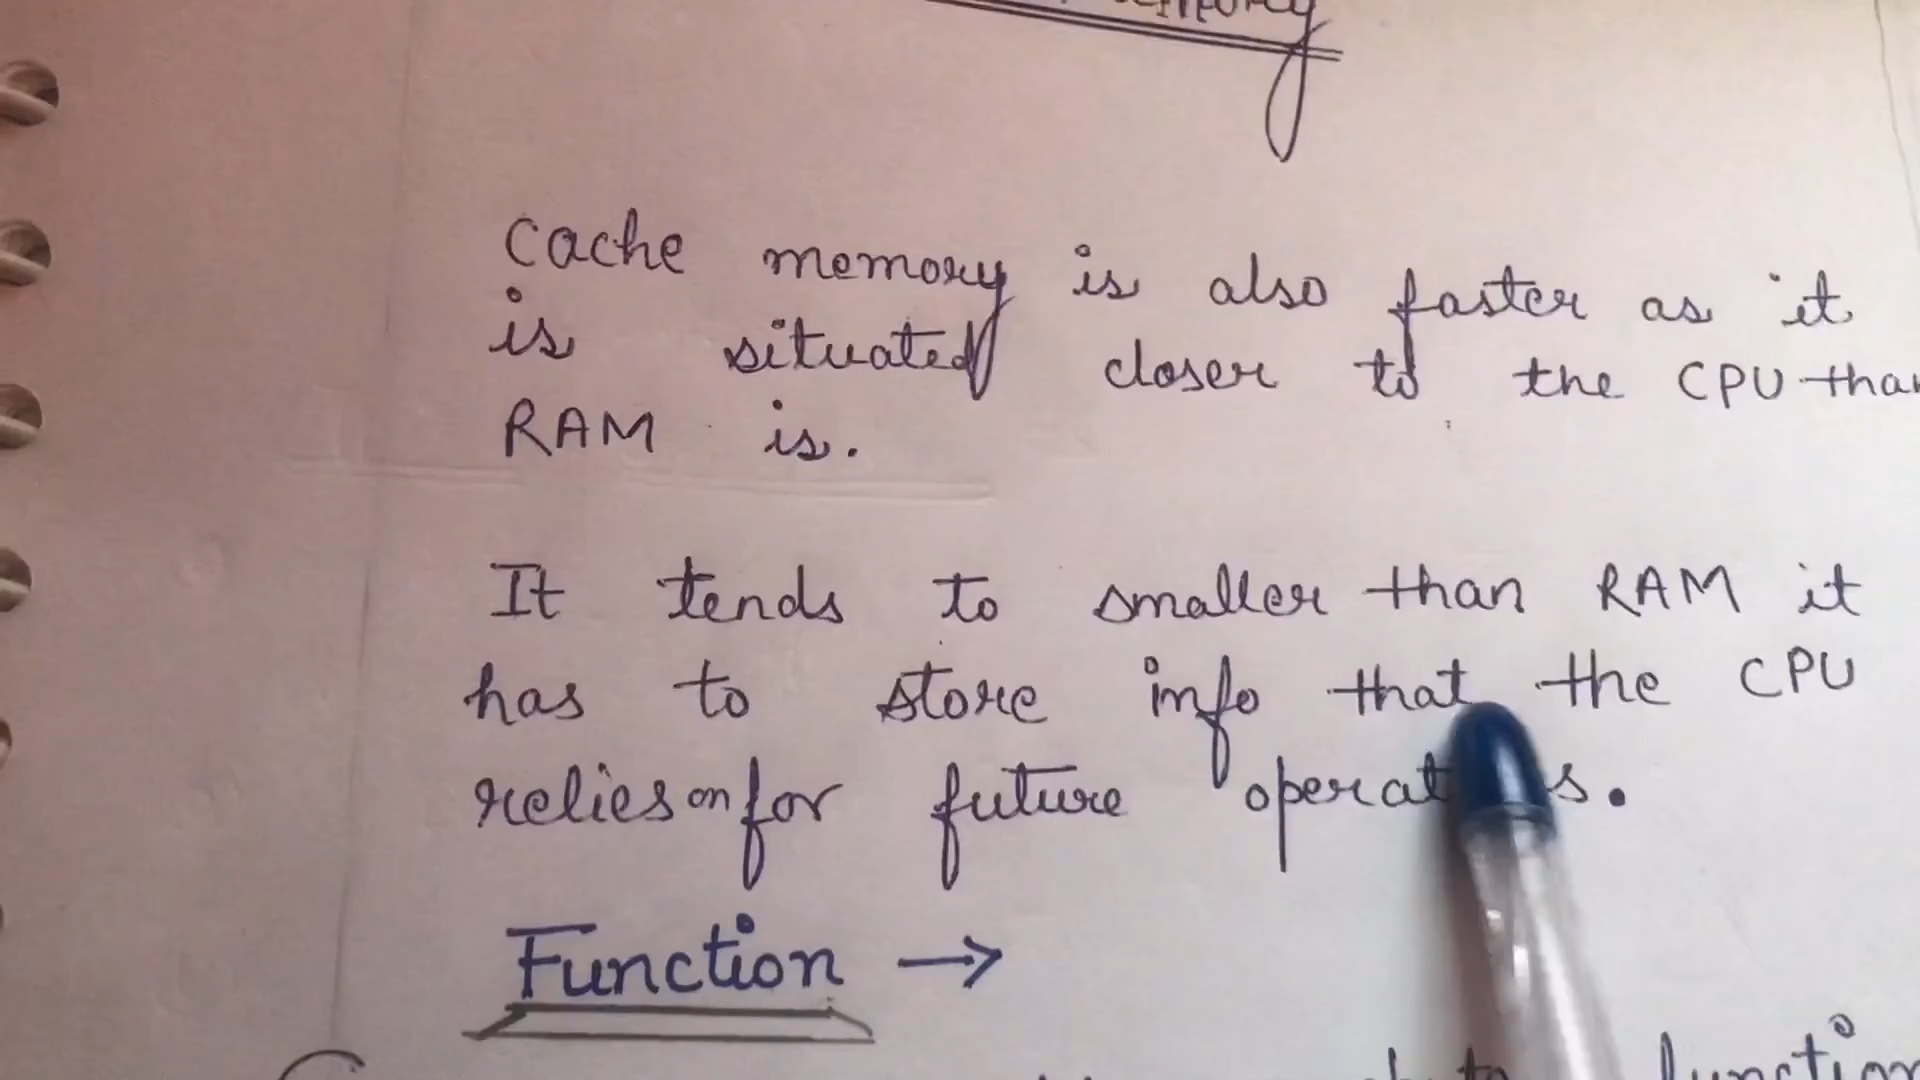 Cache memory is also faster as it
is situated closer to the CPU than
RAM is.
It tends to smaller than RAM it
has to store info that the CPU
relies on for future
Function →
function